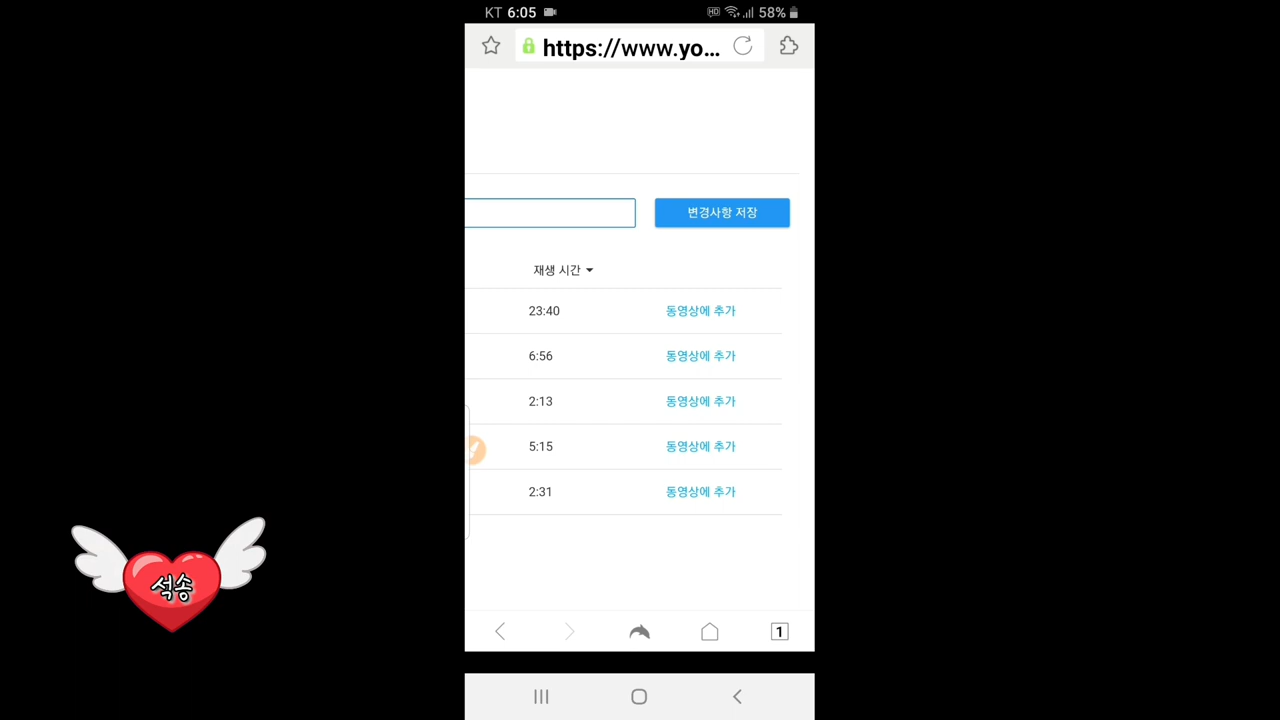 KT 6:05 HD 58%
https://www.yo...
변경사항 저장
재생 시간
23:40 동영상에 추가
6:56 동영상에 추가
2:13 동영상에 추가
5:15 동영상에 추가
2:31 동영상에 추가
석송
1